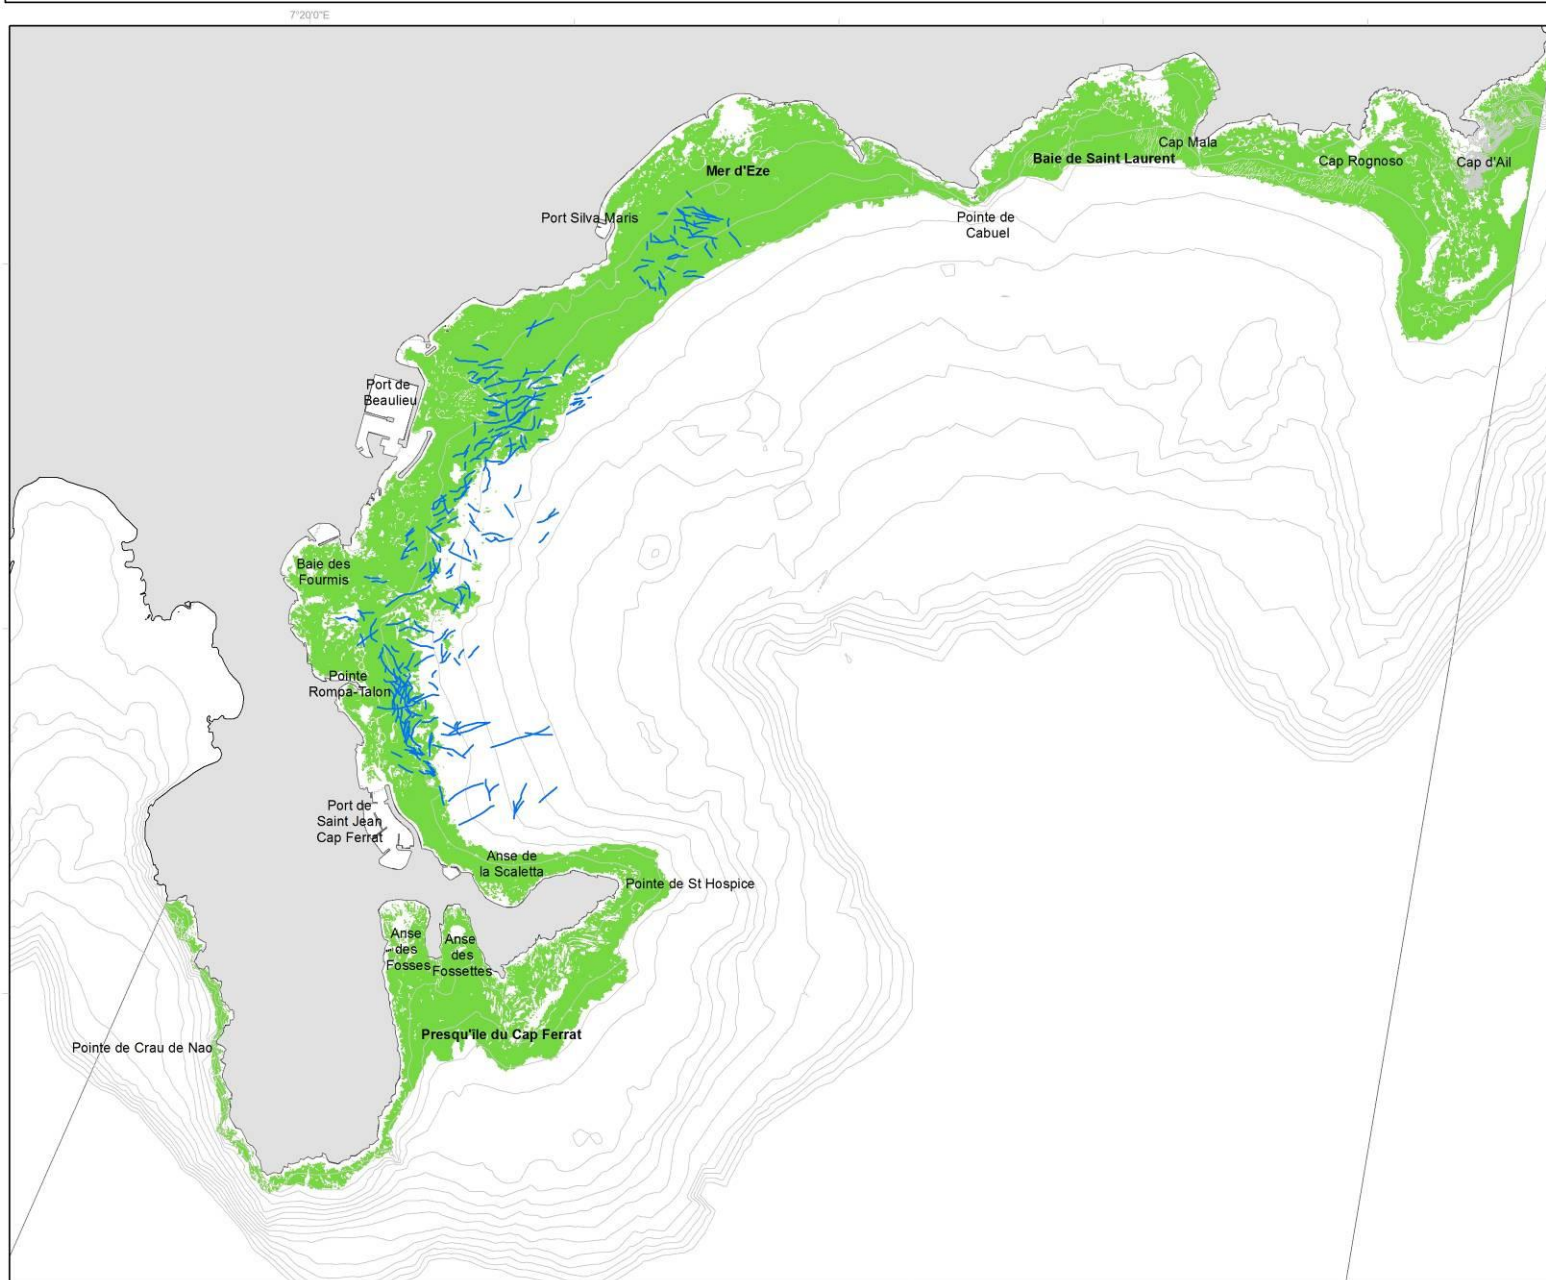 7°20'0"E
Mer d'Eze
Cap Mala
Baie de Saint Laurent
Cap Rognoso
Cap d'Ail
Port Silva Maris
Pointe de
Cabuel
Port de
Beaulieu
Baie des
Fourmis
Pointe
Rompa-Talon
Port de
Saint Jean
Cap Ferrat
Anse de
la Scaletta
Pointe de St Hospice
Anse
des
Fosses
Anse
des
Fossettes
Presqu'île du Cap Ferrat
Pointe de Crau de Nao